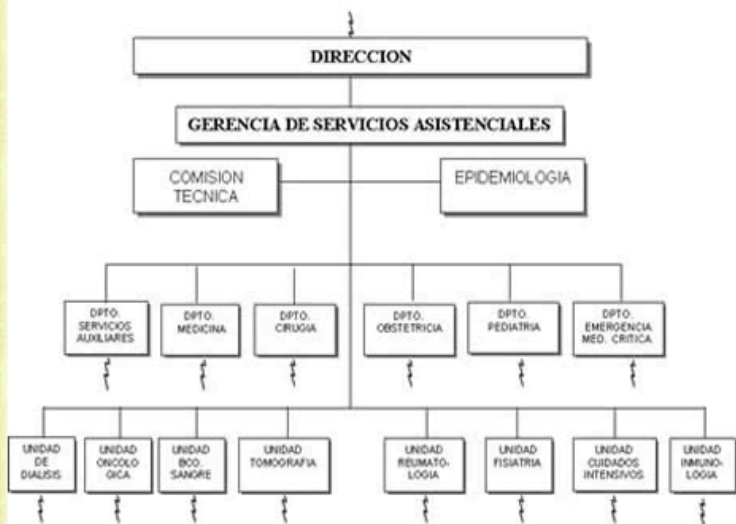 DIRECCION
GERENCIA DE SERVICIOS ASISTENCIALES
COMISION
TECNICA
EPIDEMIOLOGIA
DPTO.
SERVICIOS
AUXILIARES
DPTO.
MEDICINA
DPTO.
CIRUGIA
DPTO.
OBSTETRICIA
DPTO.
PEDIATRIA
DPTO.
EMERGENCIA
MED. CRITICA
UNIDAD
DE
DIALISIS
UNIDAD
ONCOLO
GICA
UNIDAD
BCO.
SANGRE
UNIDAD
TOMOGRAFIA
UNIDAD
REUMATO-
LOGIA
UNIDAD
FISIATRIA
UNIDAD
CUIDADOS
INTENSIVOS
UNIDAD
INMUNO-
LOGIA